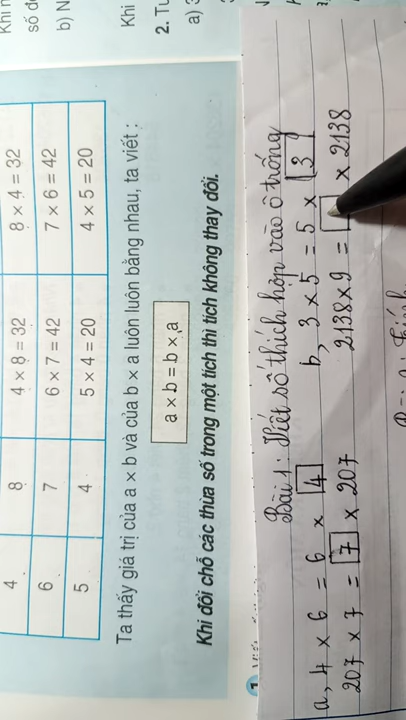 số đ
b) N
4 8 4 × 8 = 32 8 × 4 = 32
6 7 6 × 7 = 42 7 × 6 = 42
5 4 5 × 4 = 20 4 × 5 = 20
Ta thấy giá trị của a × b và của b × a luôn luôn bằng nhau, ta viết :
a × b = b × a
Khi đổi chỗ các thừa số trong một tích thì tích không thay đổi.
Khi
2. T
a)
1
Bài 1: Viết số thích hợp vào ô trống
a, 4 × 6 = 6 × 4
207 × 7 = 7 × 207
b, 3 × 5 = 5 × 3
2138 × 9 = × 2138